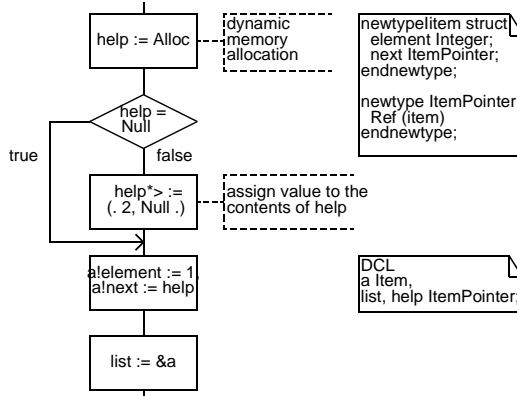 help := Alloc
dynamic
memory
allocation
help =
Null
true
false
help*> :=
(. 2, Null .)
assign value to the
contents of help
a!element := 1,
a!next := help
list := &a
newtypeItem struct
element Integer;
next ItemPointer;
endnewtype;
newtype ItemPointer
Ref (item)
endnewtype;
DCL
a Item,
list, help ItemPointer;